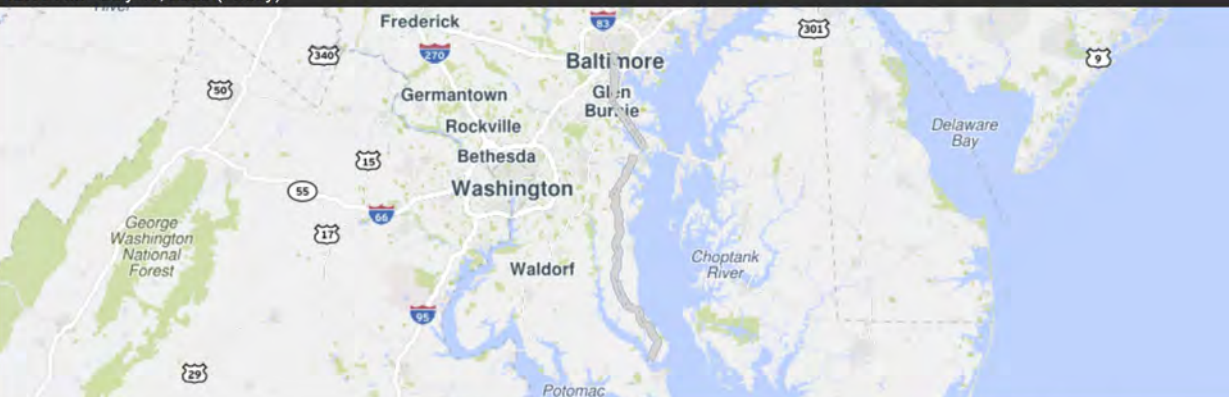 River
Frederick
83
301
340
270
Baltimore
9
50
Germantown
Glen
Burnie
Rockville
Delaware
Bay
15
Bethesda
55
Washington
66
George
Washington
National
Forest
17
Choptank
River
Waldorf
95
29
Potomac